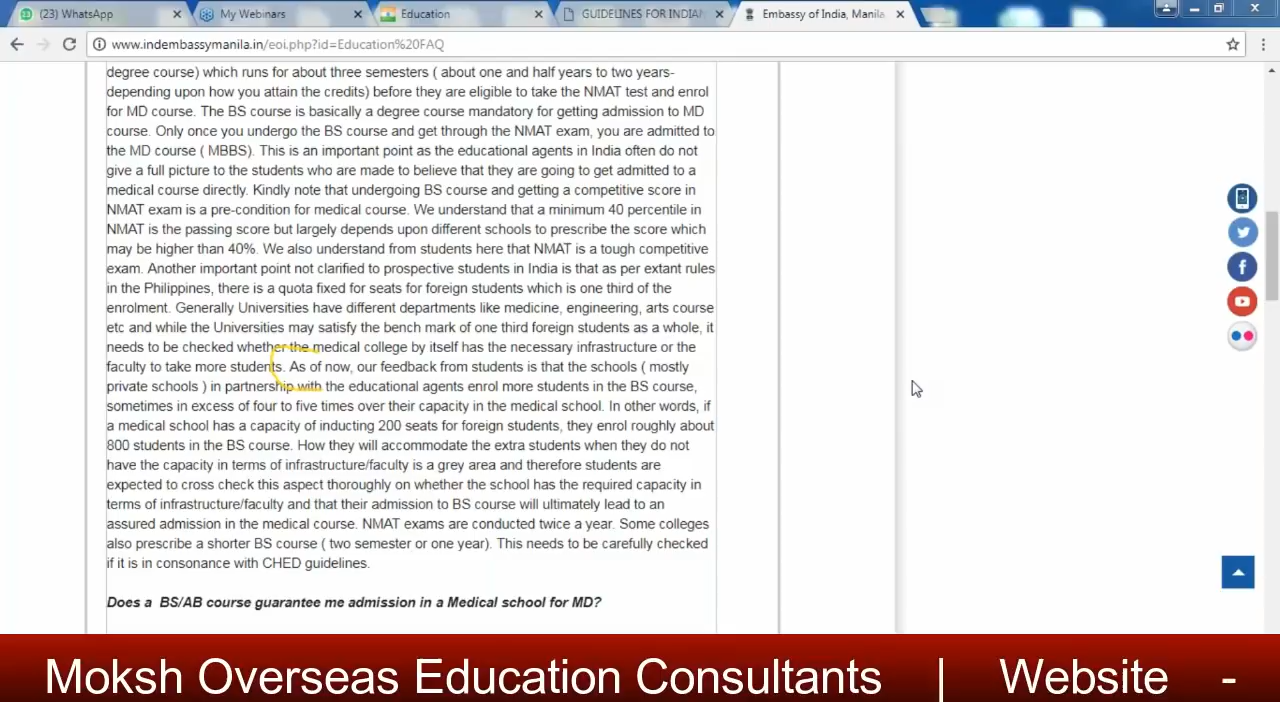 (23) WhatsApp
My Webinars
Education
GUIDELINES FOR INDIAN
Embassy of India, Manila
www.indembassymanila.in/eoi.php?id=Education%20FAQ
degree course) which runs for about three semesters ( about one and half years to two years-
depending upon how you attain the credits) before they are eligible to take the NMAT test and enrol
for MD course. The BS course is basically a degree course mandatory for getting admission to MD
course. Only once you undergo the BS course and get through the NMAT exam, you are admitted to
the MD course ( MBBS). This is an important point as the educational agents in India often do not
give a full picture to the students who are made to believe that they are going to get admitted to a
medical course directly. Kindly note that undergoing BS course and getting a competitive score in
NMAT exam is a pre-condition for medical course. We understand that a minimum 40 percentile in
NMAT is the passing score but largely depends upon different schools to prescribe the score which
may be higher than 40%. We also understand from students here that NMAT is a tough competitive
exam. Another important point not clarified to prospective students in India is that as per extant rules
in the Philippines, there is a quota fixed for seats for foreign students which is one third of the
enrolment. Generally Universities have different departments like medicine, engineering, arts course
etc and while the Universities may satisfy the bench mark of one third foreign students as a whole, it
needs to be checked whether the medical college by itself has the necessary infrastructure or the
faculty to take more students. As of now, our feedback from students is that the schools ( mostly
private schools ) in partnership with the educational agents enrol more students in the BS course,
sometimes in excess of four to five times over their capacity in the medical school. In other words, if
a medical school has a capacity of inducting 200 seats for foreign students, they enrol roughly about
800 students in the BS course. How they will accommodate the extra students when they do not
have the capacity in terms of infrastructure/faculty is a grey area and therefore students are
expected to cross check this aspect thoroughly on whether the school has the required capacity in
terms of infrastructure/faculty and that their admission to BS course will ultimately lead to an
assured admission in the medical course. NMAT exams are conducted twice a year. Some colleges
also prescribe a shorter BS course ( two semester or one year). This needs to be carefully checked
if it is in consonance with CHED guidelines.
Does a BS/AB course guarantee me admission in a Medical school for MD?
Moksh Overseas Education Consultants | Website -